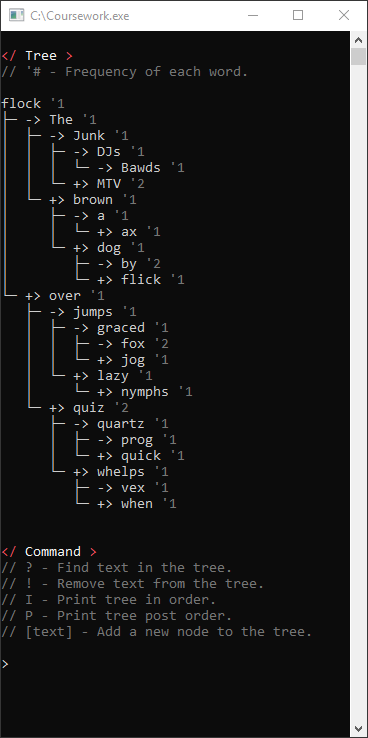 C:\Coursework.exe
</ Tree >
// '# - Frequency of each word.
flock '1
├─ -> The '1
│  ├─ -> Junk '1
│  │  ├─ -> DJs '1
│  │  │  └─ -> Bawds '1
│  │  └─ +> MTV '2
│  └─ +> brown '1
│     ├─ -> a '1
│     │  └─ +> ax '1
│     └─ +> dog '1
│        ├─ -> by '2
│        └─ +> flick '1
└─ +> over '1
   ├─ -> jumps '1
   │  ├─ -> graced '1
   │  │  ├─ -> fox '2
   │  │  └─ +> jog '1
   │  └─ +> lazy '1
   │     └─ +> nymphs '1
   └─ +> quiz '2
      ├─ -> quartz '1
      │  ├─ -> prog '1
      │  └─ +> quick '1
      └─ +> whelps '1
         ├─ -> vex '1
         └─ +> when '1
</ Command >
// ? - Find text in the tree.
// ! - Remove text from the tree.
// I - Print tree in order.
// P - Print tree post order.
// [text] - Add a new node to the tree.
>